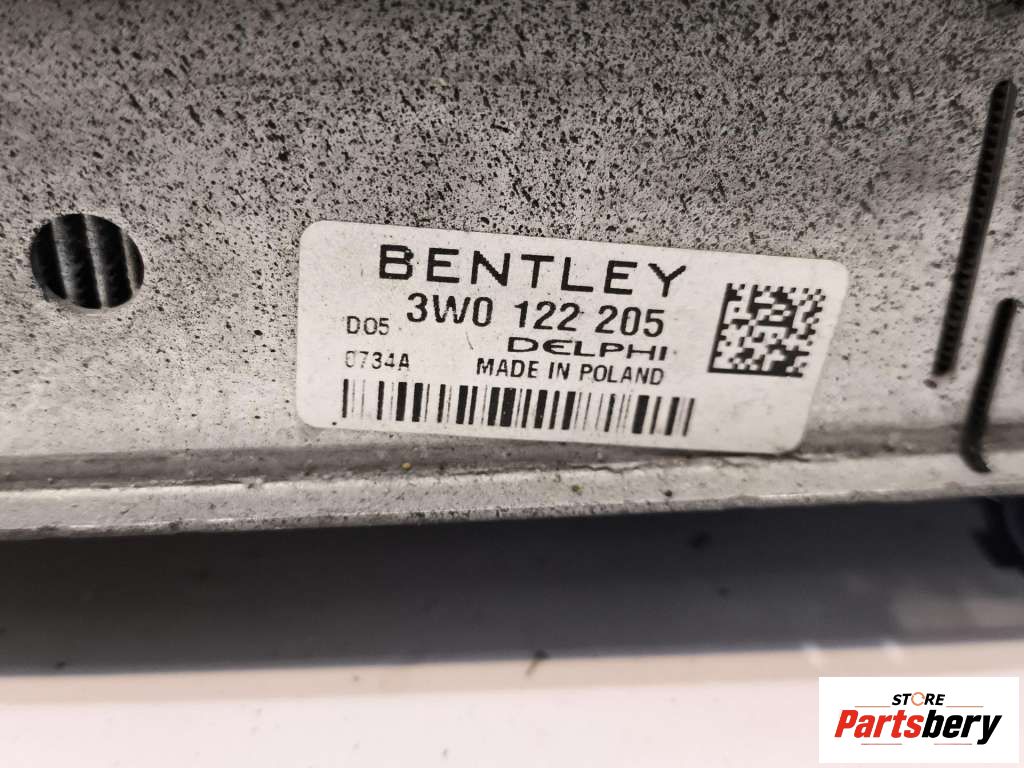 BENTLEY
3W0 122 205
D05
DELPHI
0734A
MADE IN POLAND
STORE
Partsbery